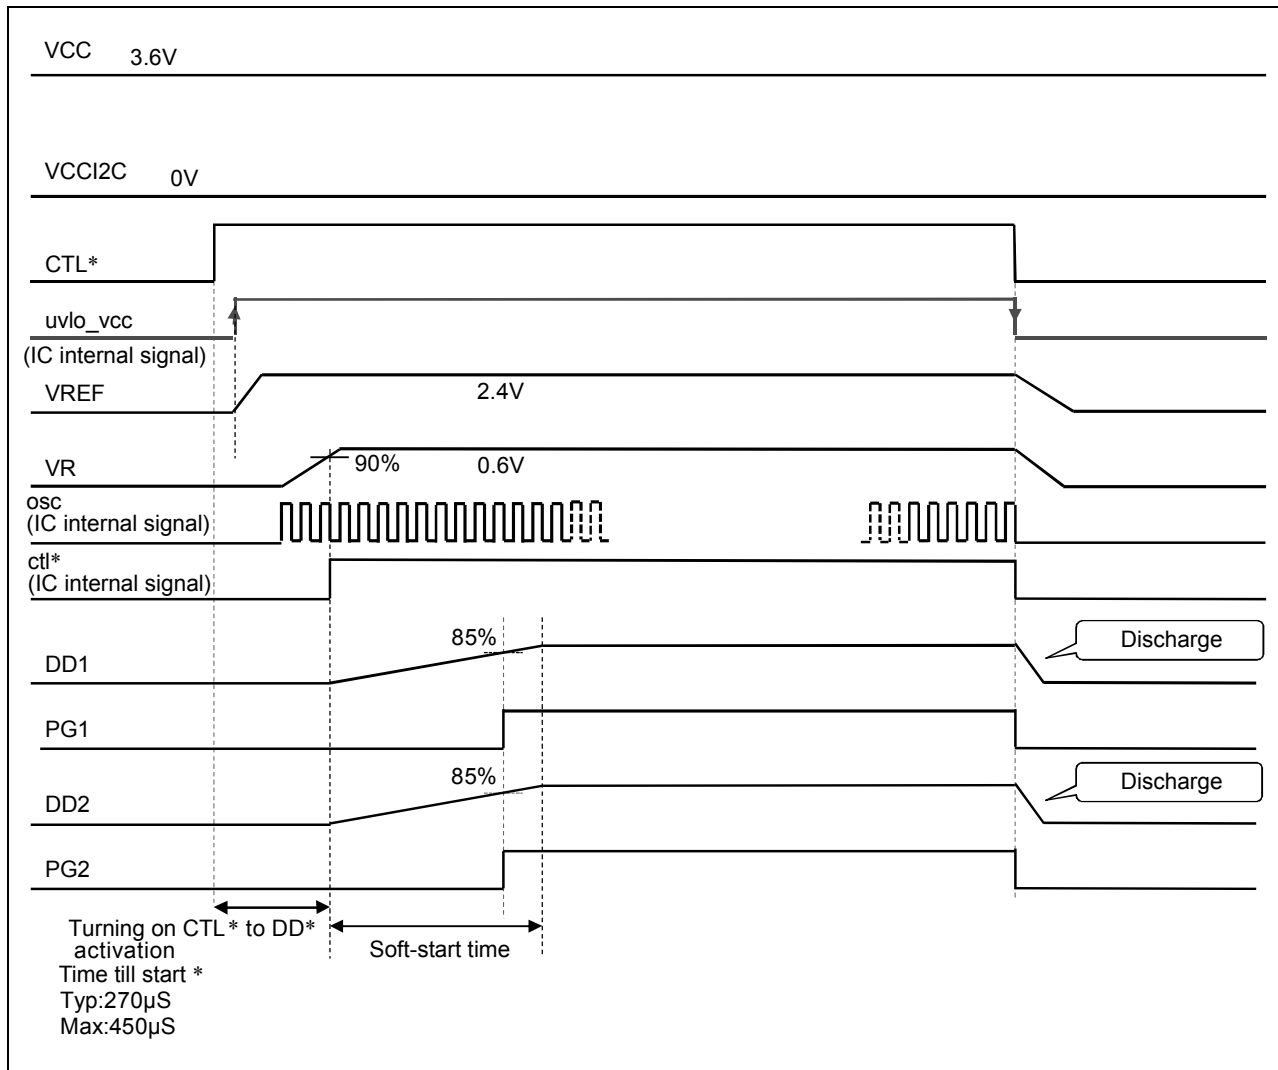 VCC 3.6V
VCCI2C 0V
CTL*
uvlo_vcc
(IC internal signal)
VREF 2.4V
VR 90% 0.6V
osc
(IC internal signal)
ctl*
(IC internal signal)
85%
DD1 Discharge
PG1
85%
DD2 Discharge
PG2
Turning on CTL* to DD*
activation
Soft-start time
Time till start *
Typ:270µS
Max:450µS